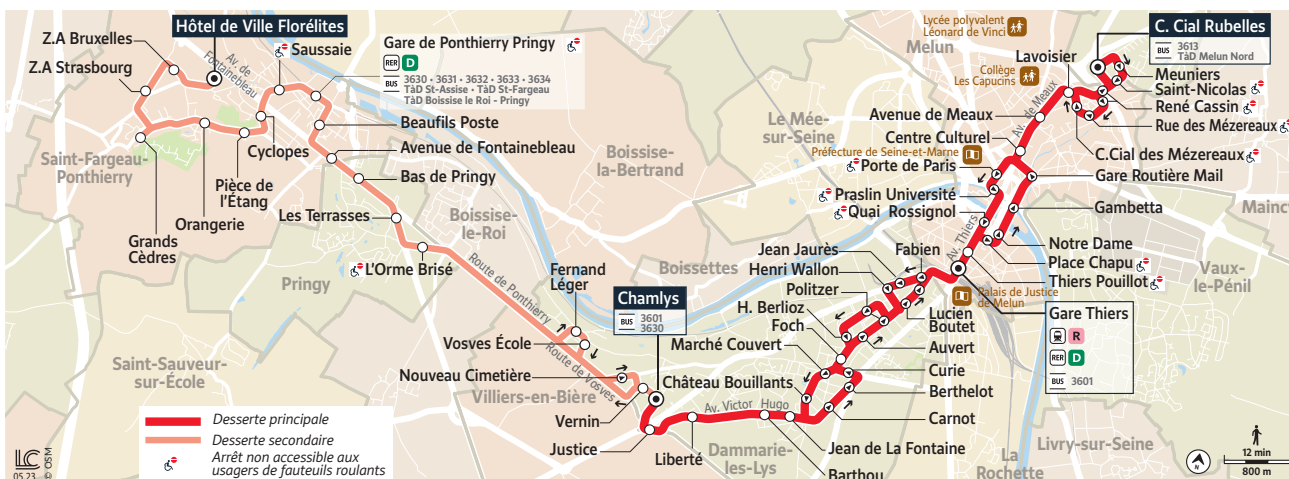 Hôtel de Ville Florélites
Z.A Bruxelles
Z.A Strasbourg
Av. de
Fontainebleau
Saussaie
Gare de Ponthierry Pringy
RER D
BUS 3630 • 3631 • 3632 • 3633 • 3634
TàD St-Assise • TàD St-Fargeau
TàD Boissise le Roi - Pringy
Beaufils Poste
Avenue de Fontainebleau
Bas de Pringy
Cyclopes
Pièce de
l'Étang
Orangerie
Grands
Cèdres
Saint-Fargeau-
Ponthierry
Les Terrasses
L'Orme Brisé
Pringy
Boissise-
le-Roi
Boissise-
la-Bertrand
Boissettes
Route de Ponthierry
Fernand
Léger
Vosves École
Nouveau Cimetière
Route de Vosves
Villiers-en-Bière
Vernin
Justice
Saint-Sauveur-
sur-École
Chamlys
BUS 3601
3630
Liberté
Av. Victor Hugo
Dammarie-
les-Lys
Barthou
Jean de La Fontaine
Château Bouillants
Marché Couvert
Foch
H. Berlioz
Politzer
Henri Wallon
Jean Jaurès
Fabien
Lucien
Boutet
Auvert
Curie
Berthelot
Carnot
Le Mée-
sur-Seine
Melun
Lycée polyvalent
Léonard de Vinci
Collège
Les Capucins
Préfecture de Seine-et-Marne
Palais de Justice
de Melun
Av. Thiers
Av. de Meaux
Lavoisier
Avenue de Meaux
Centre Culturel
Porte de Paris
Praslin Université
Quai Rossignol
C. Cial Rubelles
BUS 3613
TàD Melun Nord
Meuniers
Saint-Nicolas
René Cassin
Rue des Mézereaux
C.Cial des Mézereaux
Gare Routière Mail
Gambetta
Notre Dame
Place Chapu
Thiers Pouillot
Gare Thiers
R
RER D
BUS 3601
Maincy
Vaux-
le-Pénil
Livry-sur-Seine
La
Rochette
Desserte principale
Desserte secondaire
Arrêt non accessible aux
usagers de fauteuils roulants
LC
05.23
© OSM
N
12 min
800 m